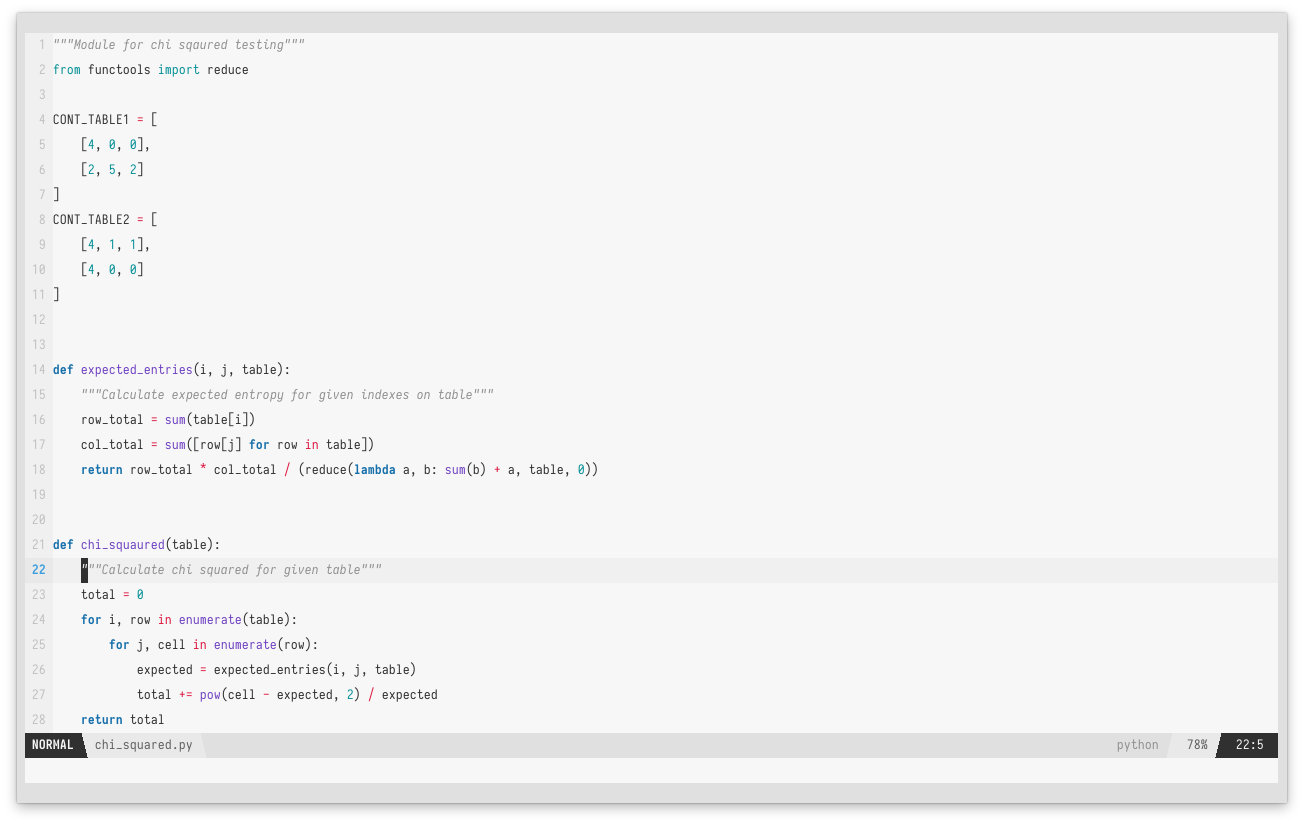 1 """Module for chi sqaured testing"""
2 from functools import reduce
3
4 CONT_TABLE1 = [
5     [4, 0, 0],
6     [2, 5, 2]
7 ]
8 CONT_TABLE2 = [
9     [4, 1, 1],
10     [4, 0, 0]
11 ]
12
13
14 def expected_entries(i, j, table):
15     """Calculate expected entropy for given indexes on table"""
16     row_total = sum(table[i])
17     col_total = sum([row[j] for row in table])
18     return row_total * col_total / (reduce(lambda a, b: sum(b) + a, table, 0))
19
20
21 def chi_squaured(table):
22     """Calculate chi squared for given table"""
23     total = 0
24     for i, row in enumerate(table):
25         for j, cell in enumerate(row):
26             expected = expected_entries(i, j, table)
27             total += pow(cell - expected, 2) / expected
28     return total
NORMAL chi_squared.py python 78% 22:5